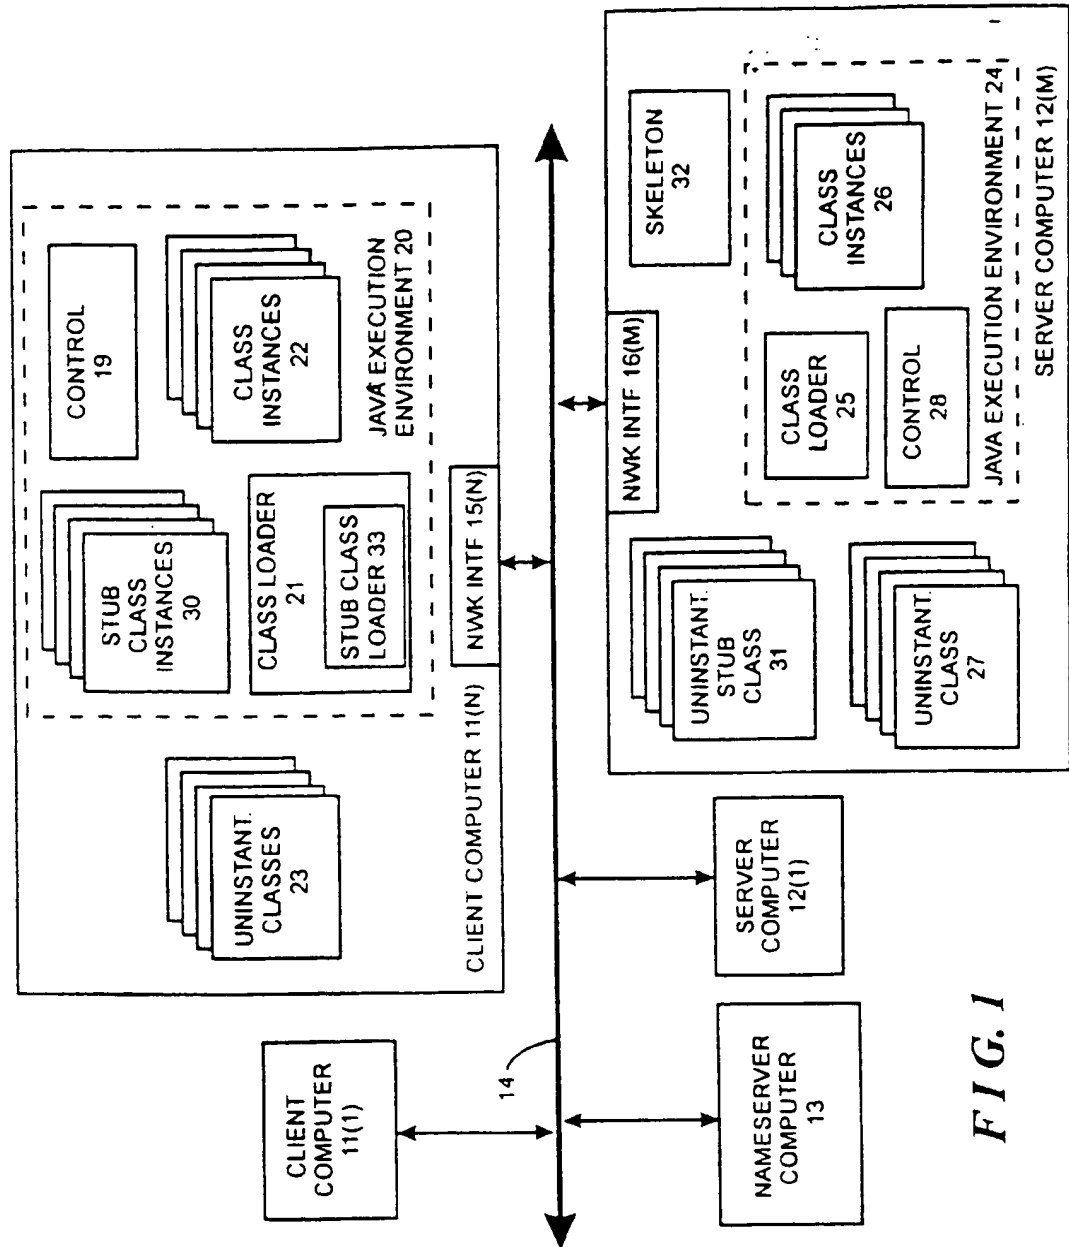 CLIENT
COMPUTER
11(1)
UNINSTANT.
CLASSES
23
STUB
CLASS
INSTANCES
30
CONTROL
19
CLASS LOADER
21
STUB CLASS
LOADER 33
CLASS
INSTANCES
22
JAVA EXECUTION
ENVIRONMENT 20
CLIENT COMPUTER 11(N)
NWK INTF 15(N)
14
NAMESERVER
COMPUTER
13
SERVER
COMPUTER
12(1)
NWK INTF 16(M)
UNINSTANT.
STUB
CLASS
31
SKELETON
32
CLASS
LOADER
25
CLASS
INSTANCES
26
UNINSTANT.
CLASS
27
CONTROL
28
JAVA EXECUTION ENVIRONMENT 24
SERVER COMPUTER 12(M)
FIG. 1